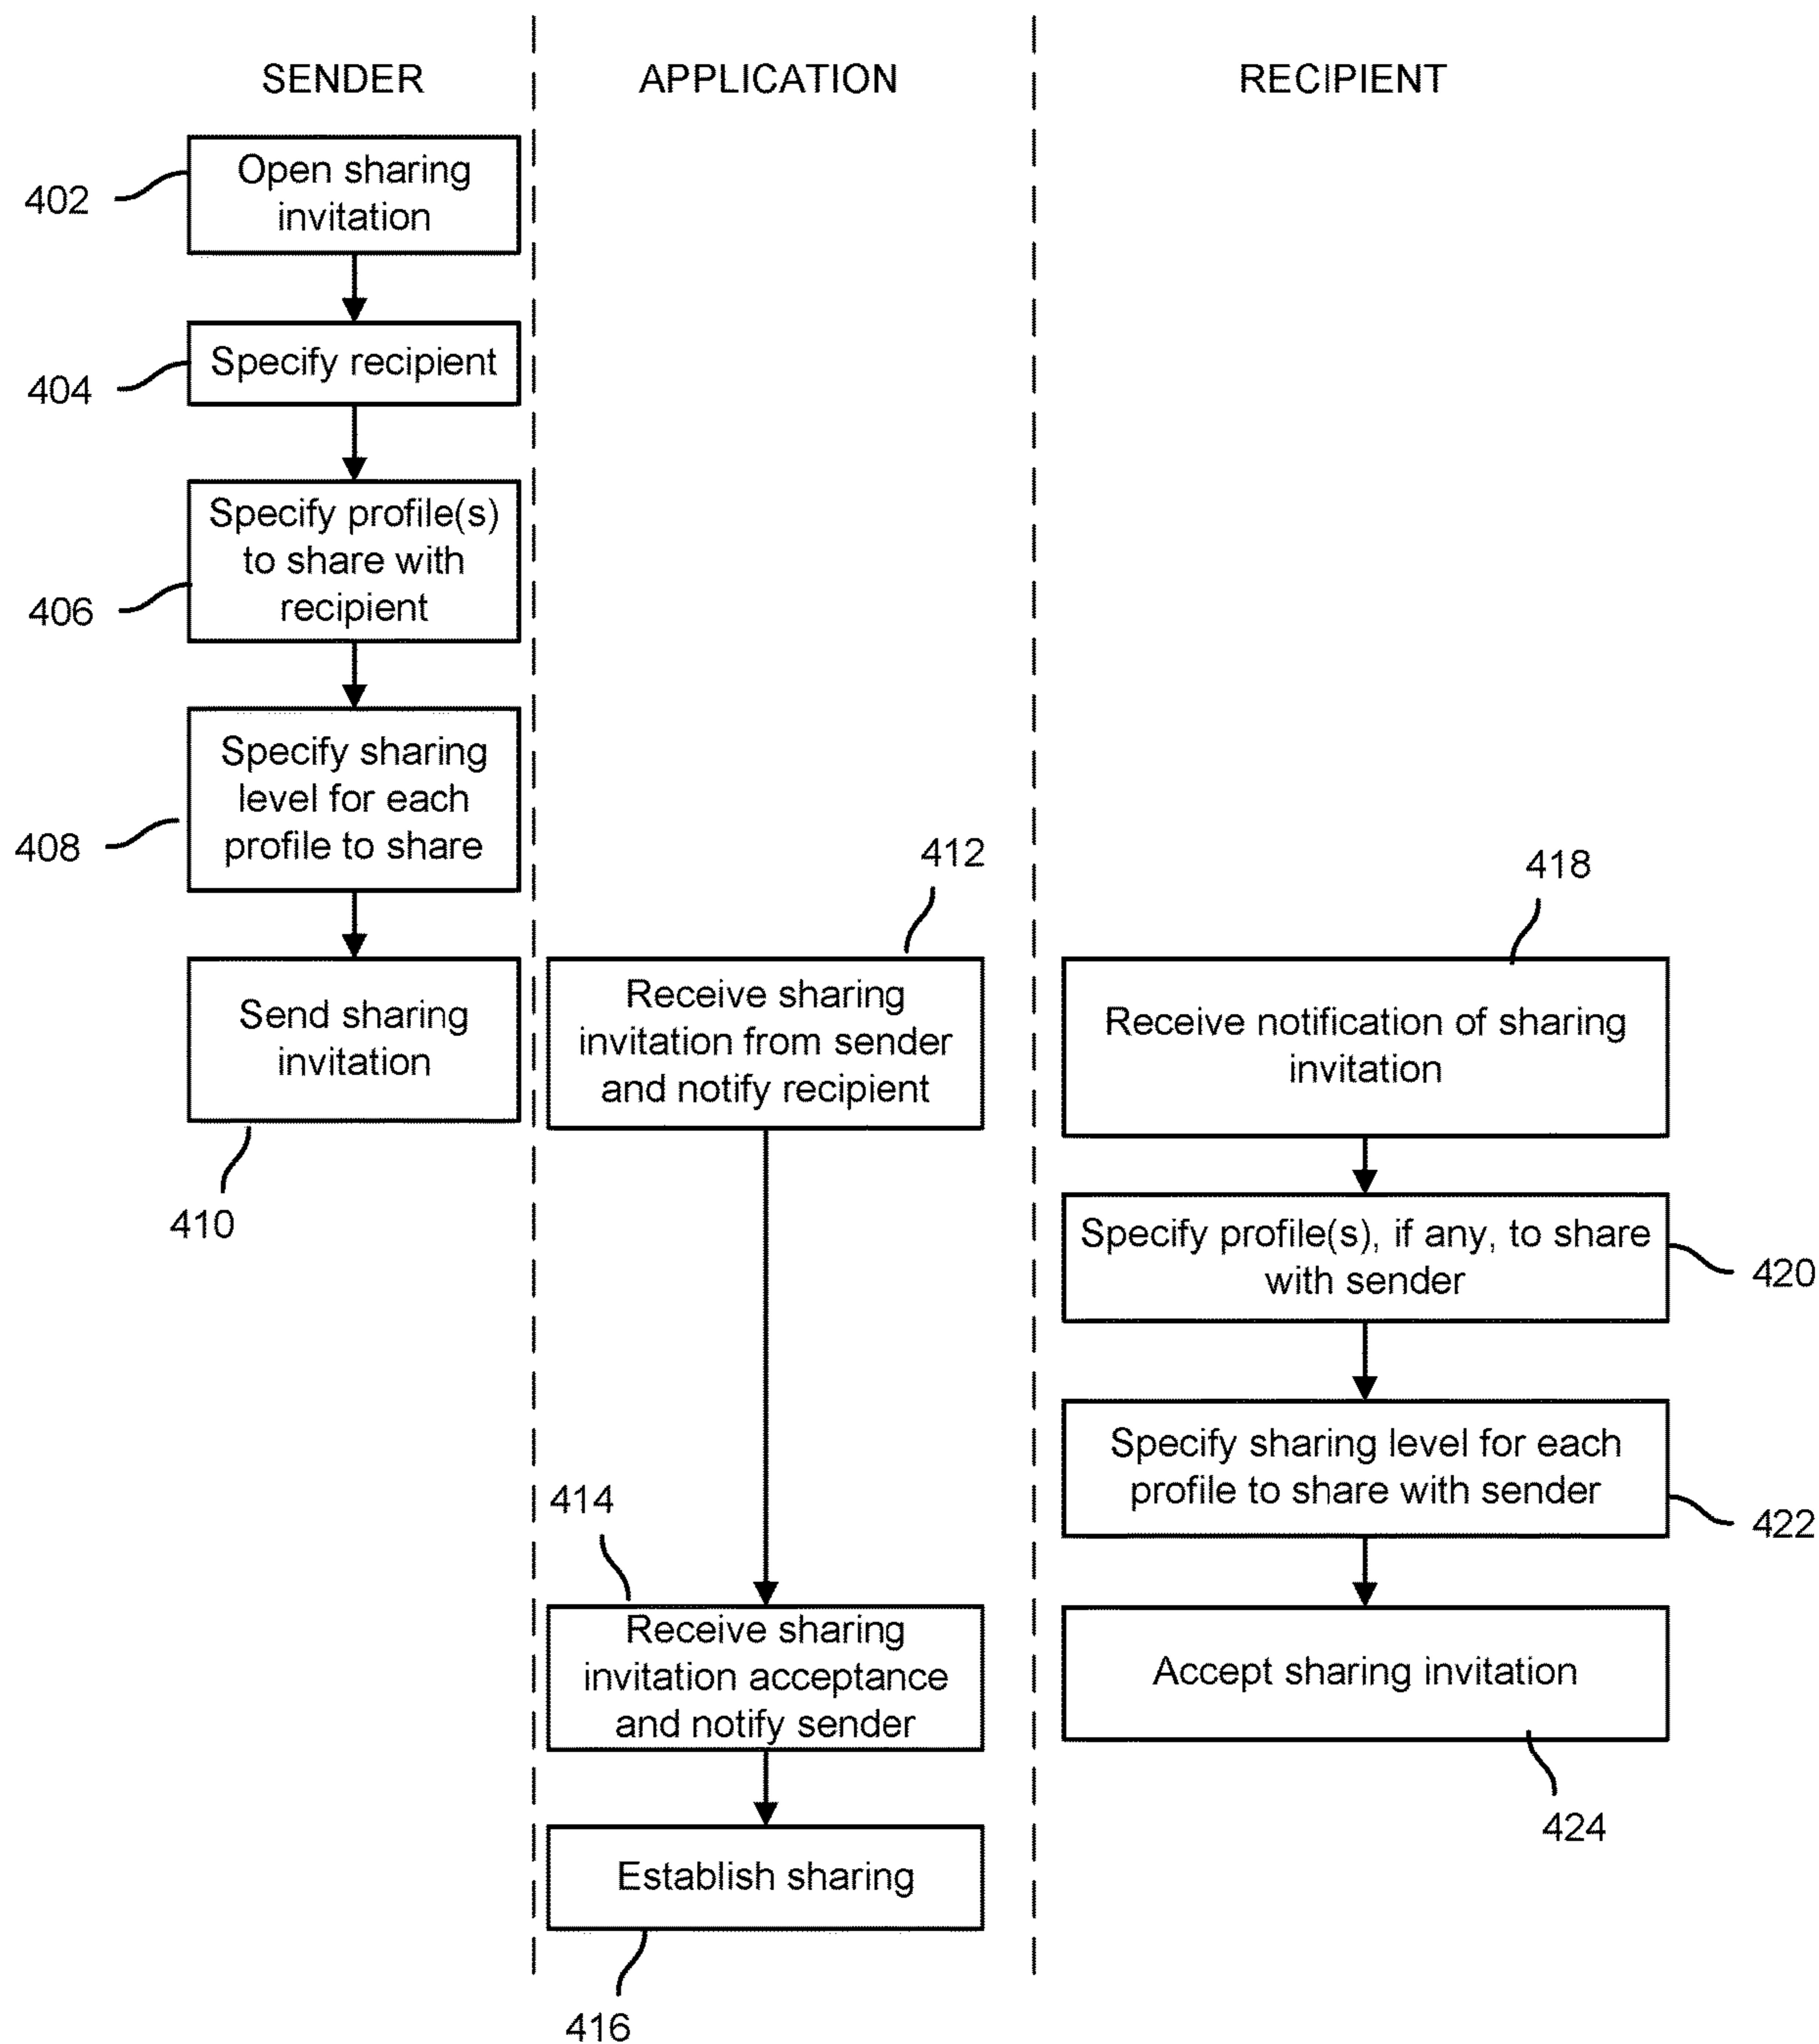 SENDER
APPLICATION
RECIPIENT
402
Open sharing
invitation
404
Specify recipient
406
Specify profile(s)
to share with
recipient
408
Specify sharing
level for each
profile to share
410
Send sharing
invitation
412
Receive sharing
invitation from sender
and notify recipient
414
Receive sharing
invitation acceptance
and notify sender
Establish sharing
416
418
Receive notification of sharing
invitation
Specify profile(s), if any, to share
with sender
420
Specify sharing level for each
profile to share with sender
422
Accept sharing invitation
424